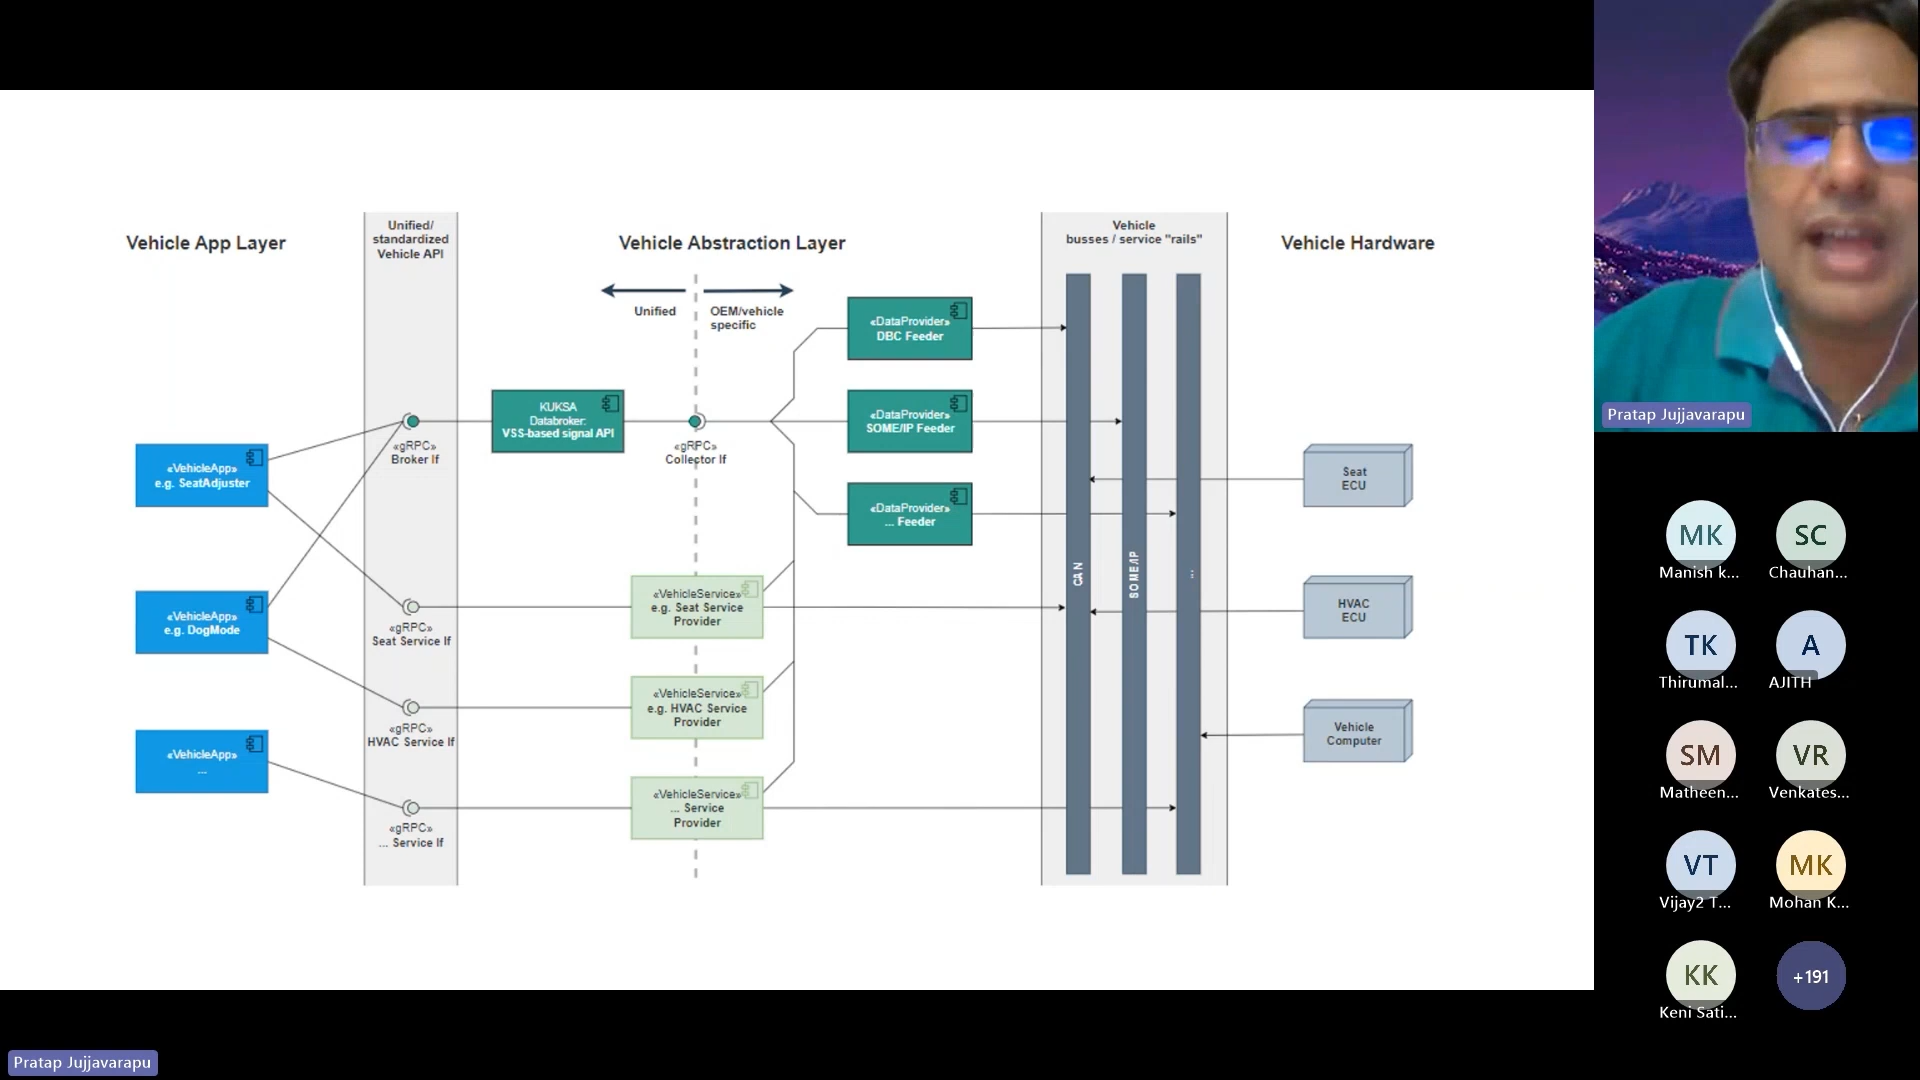 Vehicle App Layer
Unified/
standardized
Vehicle API
Vehicle Abstraction Layer
Vehicle
busses / service "rails"
Vehicle Hardware
Unified
OEM/vehicle
specific
«DataProvider»
DBC Feeder
KUKSA
Databroker:
VSS-based signal API
«DataProvider»
SOME/IP Feeder
«gRPC»
Broker If
«gRPC»
Collector If
«VehicleApp»
e.g. SeatAdjuster
Seat
ECU
«DataProvider»
... Feeder
CAN
SOME/IP
...
«VehicleService»
e.g. Seat Service
Provider
HVAC
ECU
«VehicleApp»
e.g. DogMode
«gRPC»
Seat Service If
«VehicleService»
e.g. HVAC Service
Provider
«gRPC»
HVAC Service If
Vehicle
Computer
«VehicleApp»
...
«VehicleService»
... Service
Provider
«gRPC»
... Service If
Pratap Jujjavarapu
MK
Manish k...
SC
Chauhan...
TK
Thirumal...
A
AJITH
SM
Matheen...
VR
Venkates...
VT
Vijay2 T...
MK
Mohan K...
KK
Keni Sati...
+191
Pratap Jujjavarapu